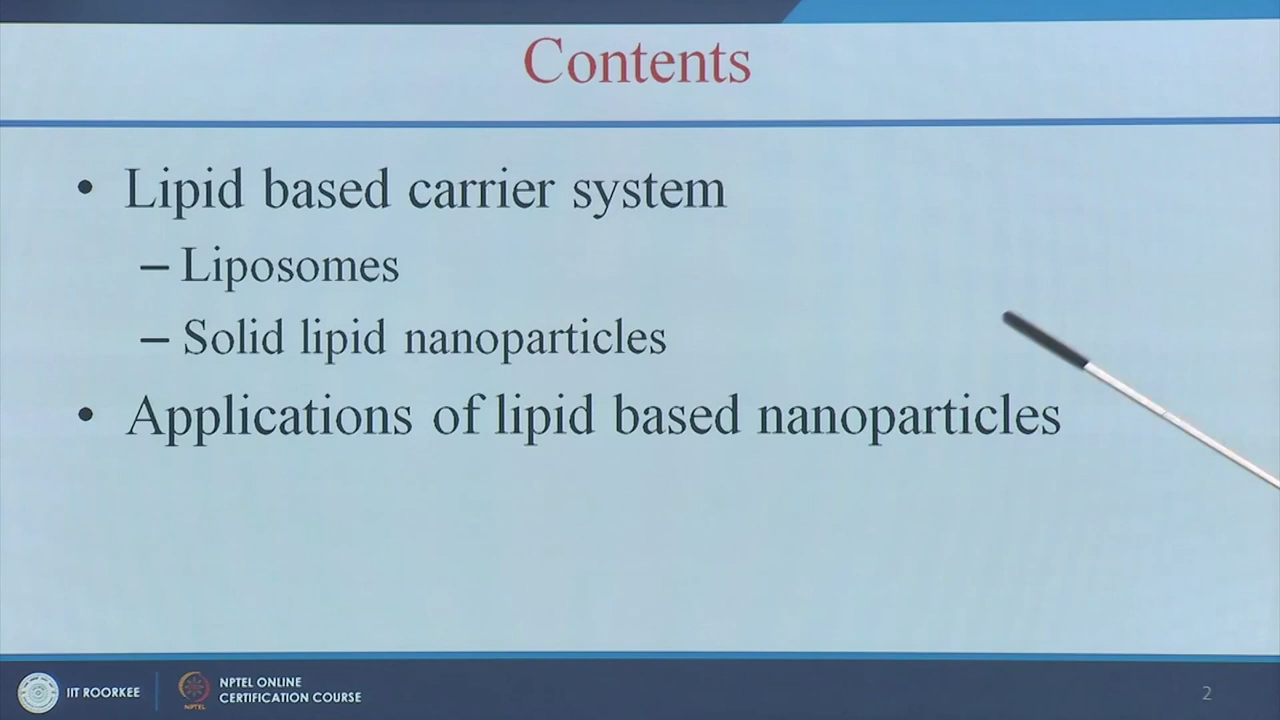 Contents
• Lipid based carrier system
– Liposomes
– Solid lipid nanoparticles
• Applications of lipid based nanoparticles
IIT ROORKEE
NPTEL
NPTEL ONLINE
CERTIFICATION COURSE
2